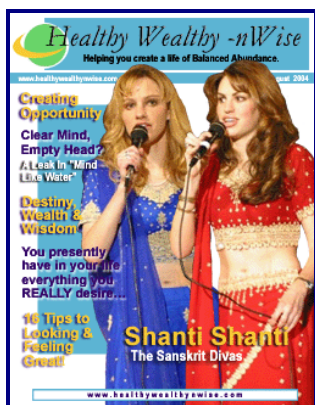 Healthy Wealthy -nWise
Helping you create a life of Balanced Abundance.
www.healthywealthynwise.com
ugust 2004
Creating
Opportunity
Clear Mind,
Empty Head?
A Leak In "Mind
Like Water"
Destiny,
Wealth &
Wisdom
You presently
have in your life
everything you
REALLY desire...
16 Tips to
Looking &
Feeling
Great!
Shanti Shanti
The Sanskrit Divas
www.healthywealthynwise.com